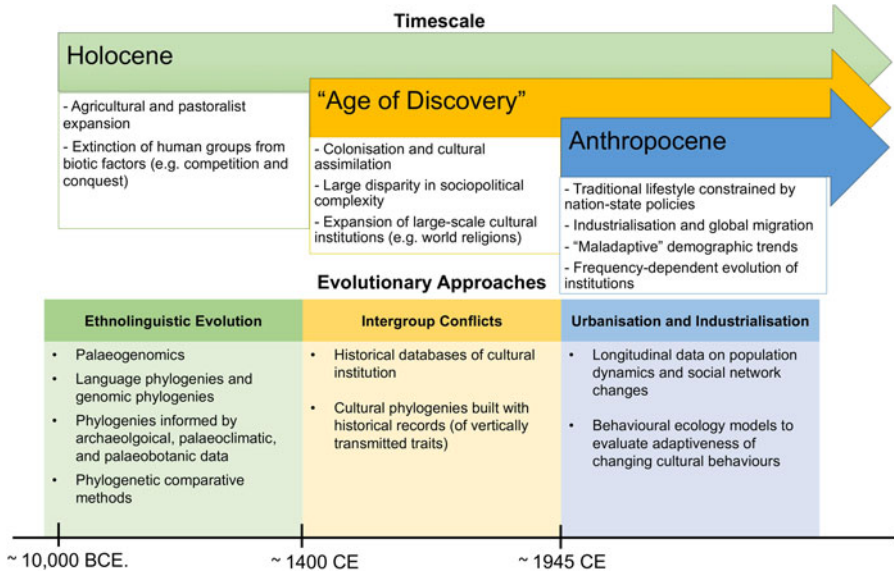 Timescale
Holocene
- Agricultural and pastoralist
expansion
- Extinction of human groups from
biotic factors (e.g. competition and
conquest)
“Age of Discovery”
- Colonisation and cultural
assimilation
- Large disparity in sociopolitical
complexity
- Expansion of large-scale cultural
institutions (e.g. world religions)
Anthropocene
- Traditional lifestyle constrained by
nation-state policies
- Industrialisation and global migration
- “Maladaptive” demographic trends
- Frequency-dependent evolution of
institutions
Evolutionary Approaches
Ethnolinguistic Evolution
• Palaeogenomics
• Language phylogenies and
genomic phylogenies
• Phylogenies informed by
archaeolgoical, palaeoclimatic,
and palaeobotanic data
• Phylogenetic comparative
methods
Intergroup Conflicts
• Historical databases of cultural
institution
• Cultural phylogenies built with
historical records (of vertically
transmitted traits)
Urbanisation and Industrialisation
• Longitudinal data on population
dynamics and social network
changes
• Behavioural ecology models to
evaluate adaptiveness of
changing cultural behaviours
~ 10,000 BCE.
~ 1400 CE
~ 1945 CE